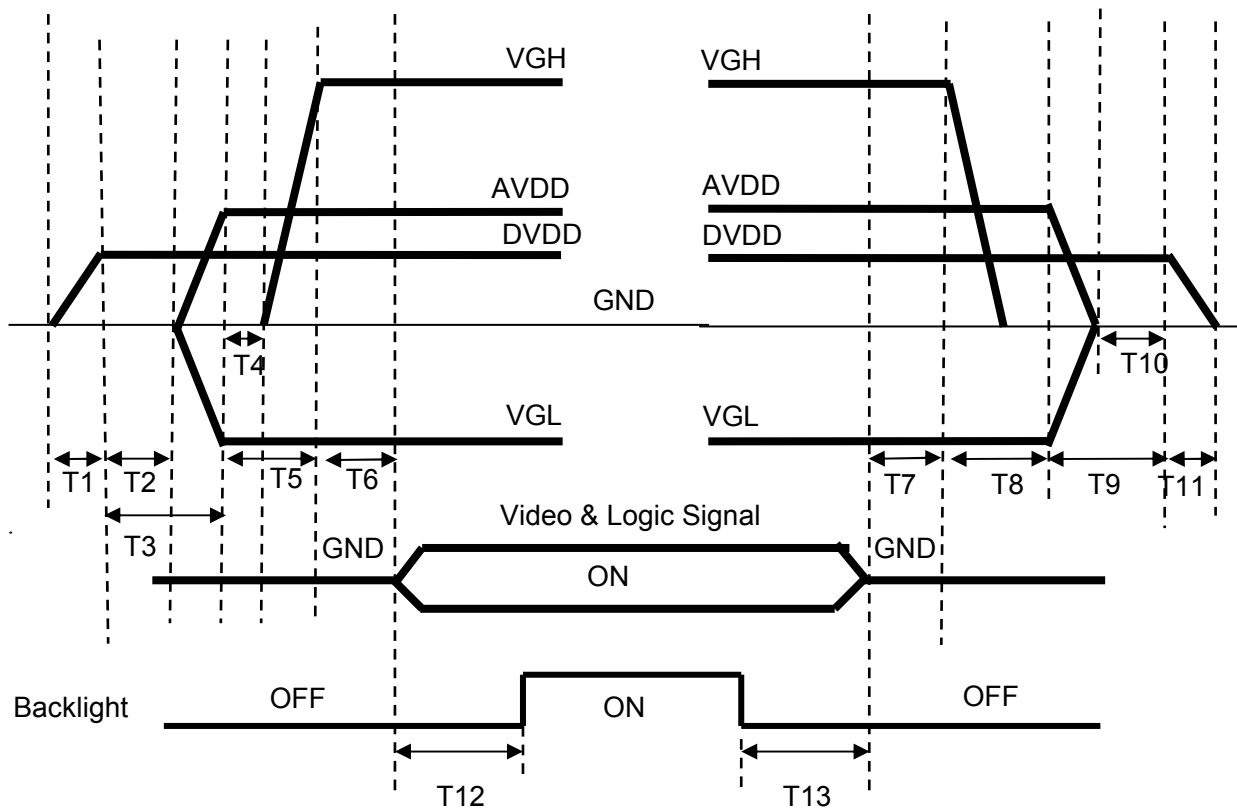 VGH VGH
AVDD AVDD
DVDD DVDD
GND
T4 T10
VGL VGL
T1 T2 T5 T6 T7 T8 T9 T11
T3
Video & Logic Signal
GND GND
ON
Backlight OFF ON OFF
T12 T13